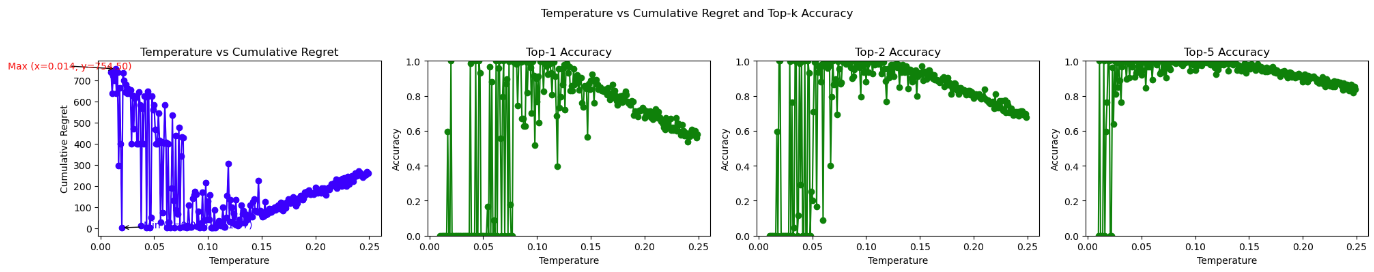 Temperature vs Cumulative Regret and Top-k Accuracy
Temperature vs Cumulative Regret
Max (x=0.014, y=754.50)
Cumulative Regret
700
600
500
400
300
200
100
0
0.00 0.05 0.10 0.15 0.20 0.25
Temperature
Top-1 Accuracy
Accuracy
1.0
0.8
0.6
0.4
0.2
0.0
0.00 0.05 0.10 0.15 0.20 0.25
Temperature
Top-2 Accuracy
Accuracy
1.0
0.8
0.6
0.4
0.2
0.0
0.00 0.05 0.10 0.15 0.20 0.25
Temperature
Top-5 Accuracy
Accuracy
1.0
0.8
0.6
0.4
0.2
0.0
0.00 0.05 0.10 0.15 0.20 0.25
Temperature